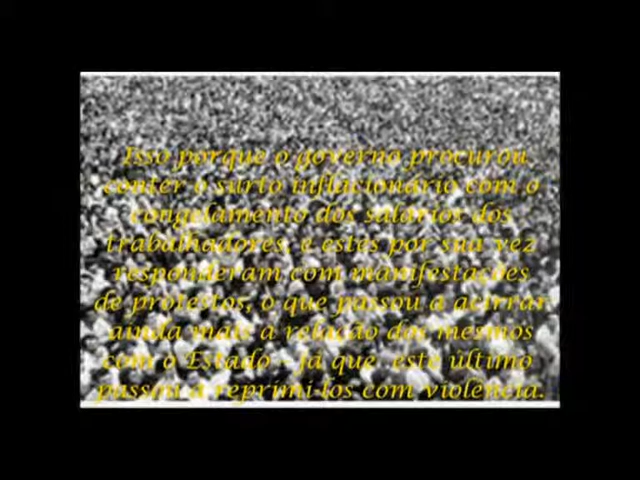 Isso porque o governo procurou
conter o surto inflacionário com o
congelamento dos salários dos
trabalhadores, e estes por sua vez
responderam com manifestações
de protestos, o que passou a acirrar
ainda mais a relação dos mesmos
com o Estado - já que este último
passou a reprimi-los com violência.